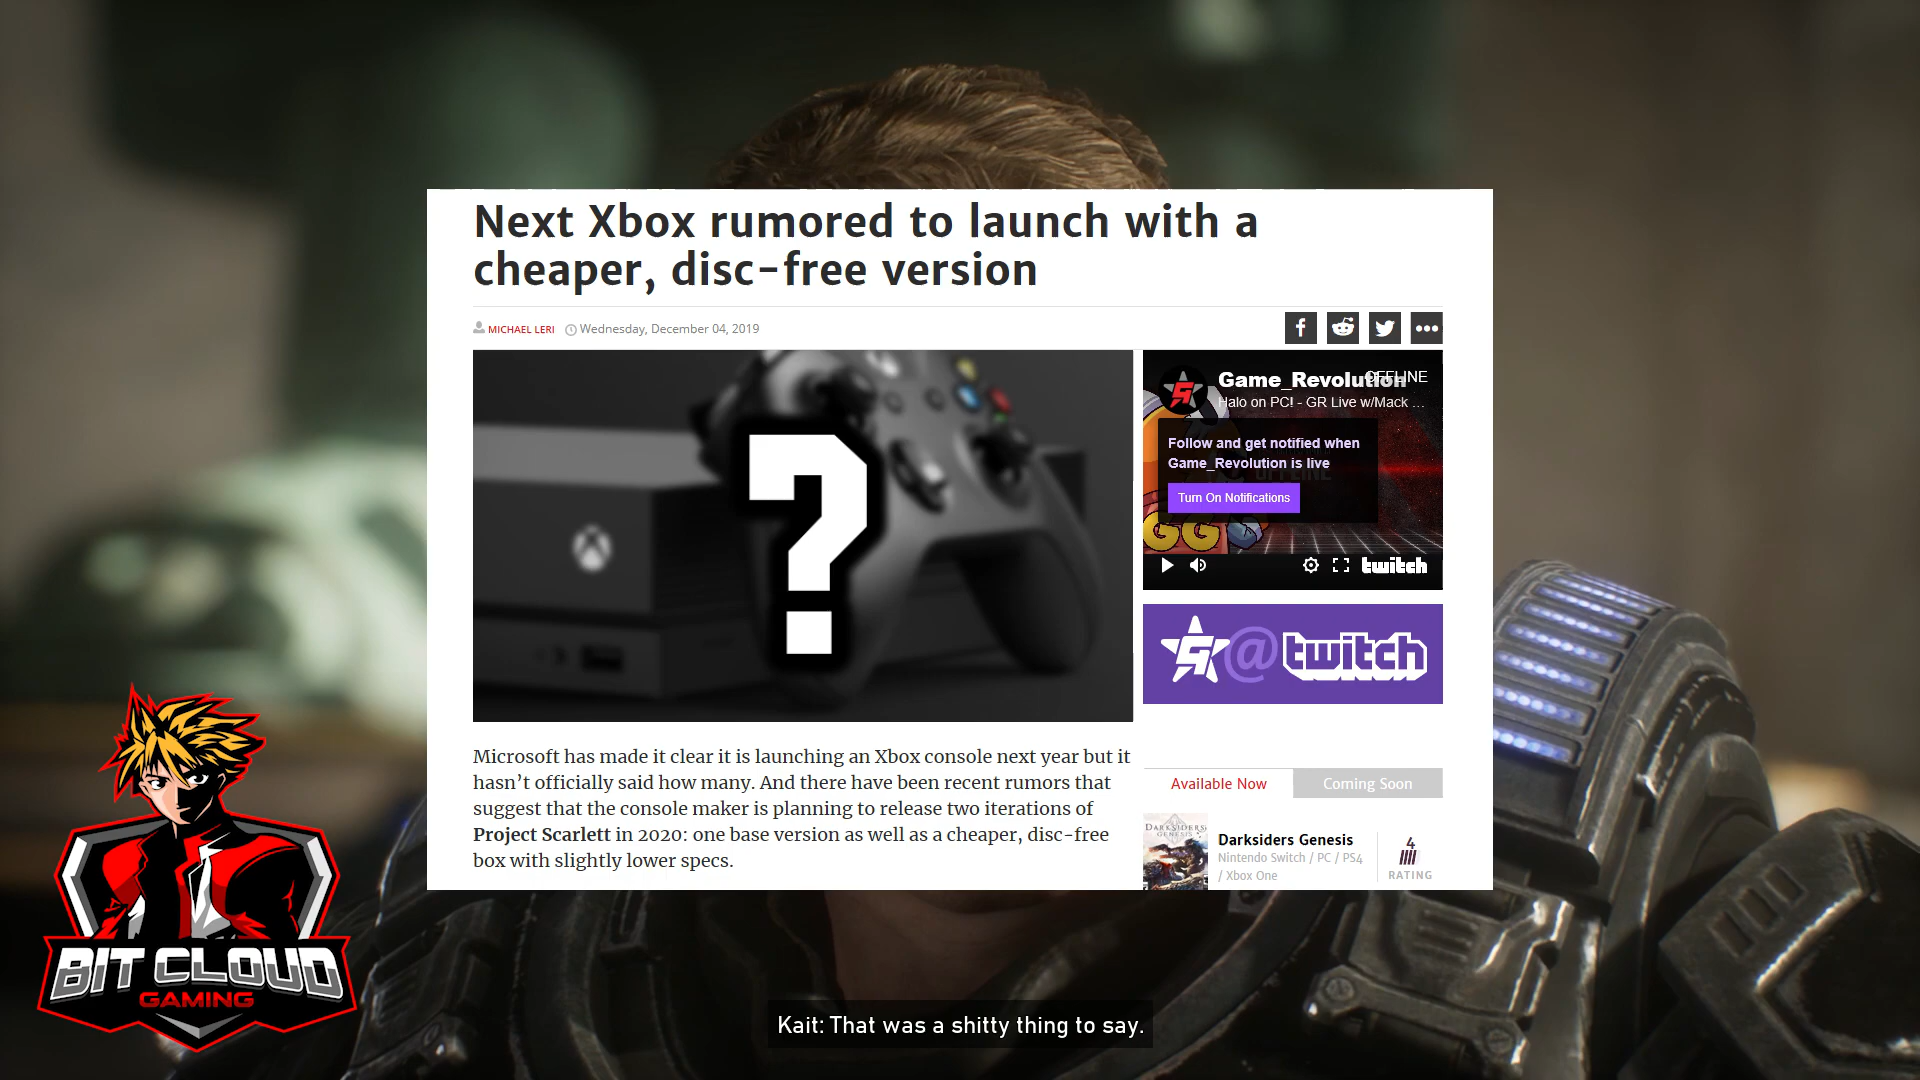 Next Xbox rumored to launch with a
cheaper, disc-free version
MICHAEL LERI Wednesday, December 04, 2019
Game_Revolution OFFLINE
Halo on PC! - GR Live w/Mack ...
Follow and get notified when
Game_Revolution is live
OFFLINE
Turn On Notifications
GG
twitch
@twitch
Microsoft has made it clear it is launching an Xbox console next year but it
hasn’t officially said how many. And there have been recent rumors that
suggest that the console maker is planning to release two iterations of
Project Scarlett in 2020: one base version as well as a cheaper, disc-free
box with slightly lower specs.
Available Now
Coming Soon
DARKSIDERS
GENESIS
Darksiders Genesis
Nintendo Switch / PC / PS4
/ Xbox One
4
RATING
BIT CLOUD
GAMING
Kait: That was a shitty thing to say.